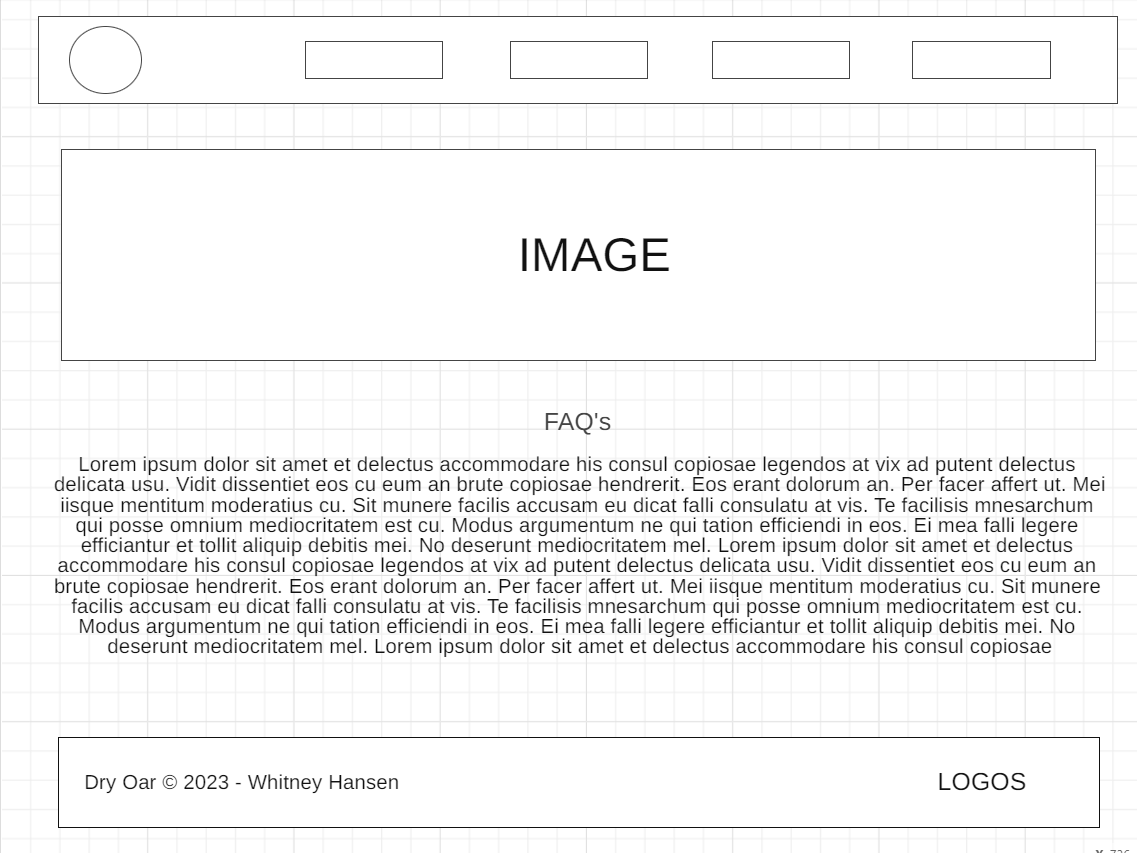 IMAGE
FAQ's
Lorem ipsum dolor sit amet et delectus accommodare his consul copiosae legendos at vix ad putent delectus
delicata usu. Vidit dissentiet eos cu eum an brute copiosae hendrerit. Eos erant dolorum an. Per facer affert ut. Mei
iisque mentitum moderatius cu. Sit munere facilis accusam eu dicat falli consulatu at vis. Te facilisis mnesarchum
qui posse omnium mediocritatem est cu. Modus argumentum ne qui tation efficiendi in eos. Ei mea falli legere
efficiantur et tollit aliquip debitis mei. No deserunt mediocritatem mel. Lorem ipsum dolor sit amet et delectus
accommodare his consul copiosae legendos at vix ad putent delectus delicata usu. Vidit dissentiet eos cu eum an
brute copiosae hendrerit. Eos erant dolorum an. Per facer affert ut. Mei iisque mentitum moderatius cu. Sit munere
facilis accusam eu dicat falli consulatu at vis. Te facilisis mnesarchum qui posse omnium mediocritatem est cu.
Modus argumentum ne qui tation efficiendi in eos. Ei mea falli legere efficiantur et tollit aliquip debitis mei. No
deserunt mediocritatem mel. Lorem ipsum dolor sit amet et delectus accommodare his consul copiosae
Dry Oar © 2023 - Whitney Hansen
LOGOS